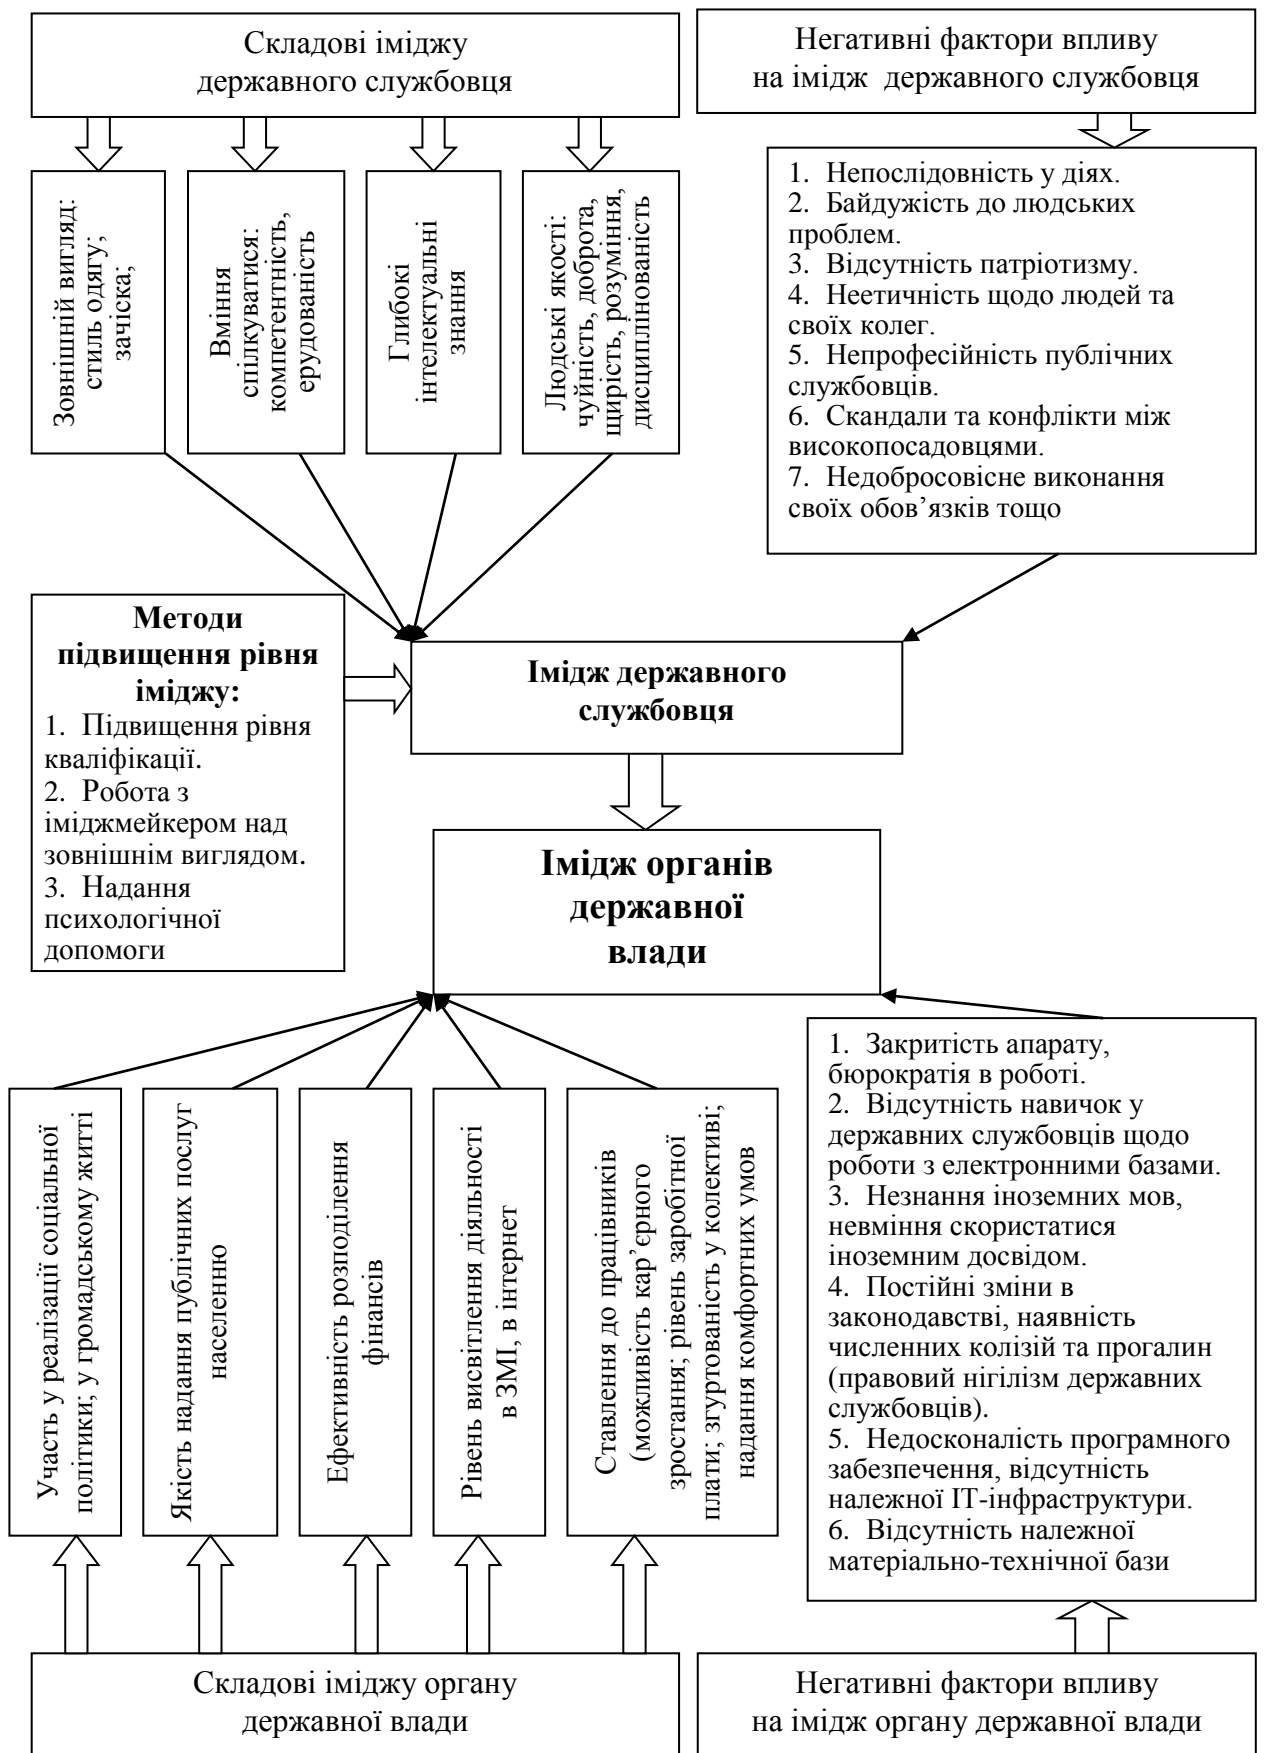 Складові іміджу
державного службовця
Негативні фактори впливу
на імідж державного службовця
Зовнішній вигляд:
стиль одягу;
зачіска;
Вміння
спілкуватися:
компетентність,
ерудованість
Глибокі
інтелектуальні
знання
Людські якості:
чуйність, доброта,
щирість, розуміння,
дисциплінованість
1. Непослідовність у діях.
2. Байдужість до людських
проблем.
3. Відсутність патріотизму.
4. Неетичність щодо людей та
своїх колег.
5. Непрофесійність публічних
службовців.
6. Скандали та конфлікти між
високопосадовцями.
7. Недобросовісне виконання
своїх обов’язків тощо
Методи
підвищення рівня
іміджу:
1. Підвищення рівня
кваліфікації.
2. Робота з
іміджмейкером над
зовнішнім виглядом.
3. Надання
психологічної
допомоги
Імідж державного
службовця
Імідж органів
державної
влади
Участь у реалізації соціальної
політики; у громадському житті
Якість надання публічних послуг
населенню
Ефективність розподілення
фінансів
Рівень висвітлення діяльності
в ЗМІ, в інтернет
Ставлення до працівників
(можливість кар’єрного
зростання; рівень заробітної
плати; згуртованість у колективі;
надання комфортних умов
1. Закритість апарату,
бюрократія в роботі.
2. Відсутність навичок у
державних службовців щодо
роботи з електронними базами.
3. Незнання іноземних мов,
невміння скористатися
іноземним досвідом.
4. Постійні зміни в
законодавстві, наявність
численних колізій та прогалин
(правовий нігілізм державних
службовців).
5. Недосконалість програмного
забезпечення, відсутність
належної ІТ-інфраструктури.
6. Відсутність належної
матеріально-технічної бази
Складові іміджу органу
державної влади
Негативні фактори впливу
на імідж органу державної влади